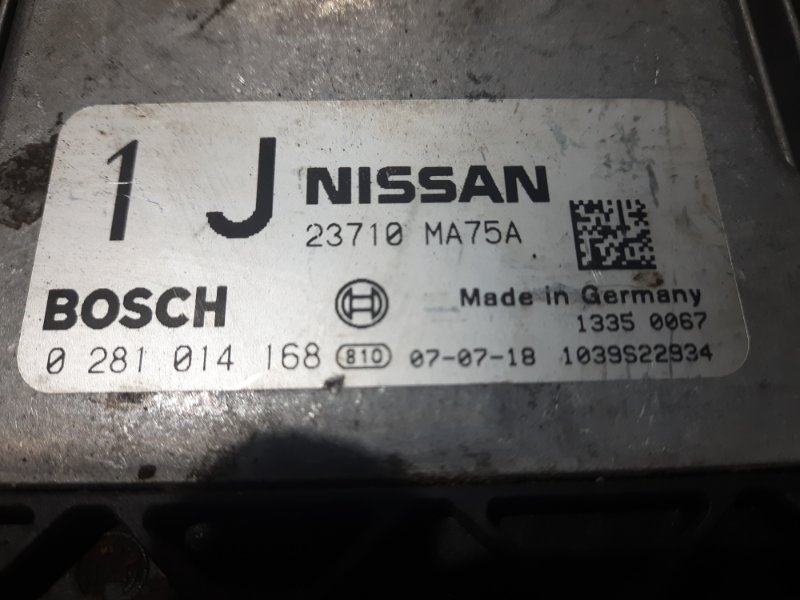 1 J NISSAN
23710 MA75A
BOSCH Made in Germany
1335 0067
0 281 014 168 810 07-07-18 1039S22934